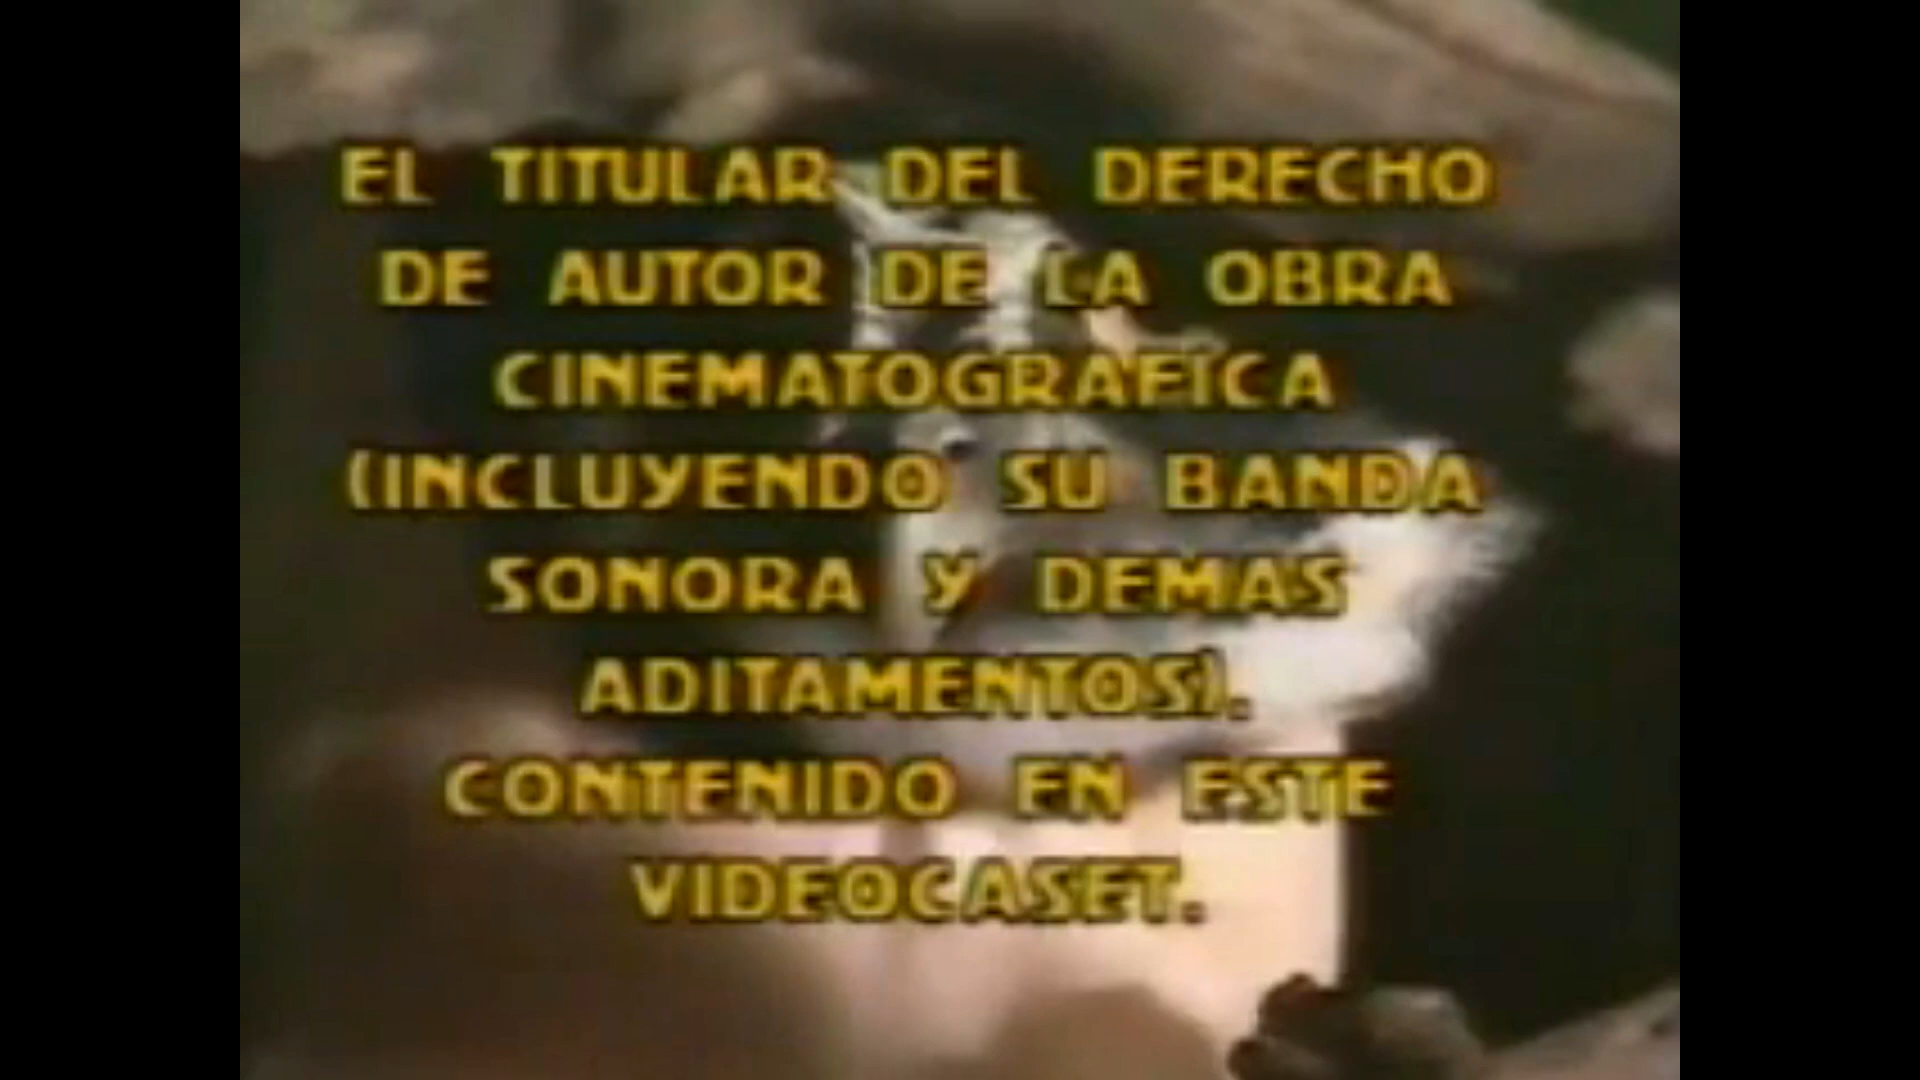 EL TITULAR DEL DERECHO
DE AUTOR DE LA OBRA
CINEMATOGRAFICA
(INCLUYENDO SU BANDA
SONORA Y DEMAS
ADITAMENTOS).
CONTENIDO EN ESTE
VIDEOCASET.